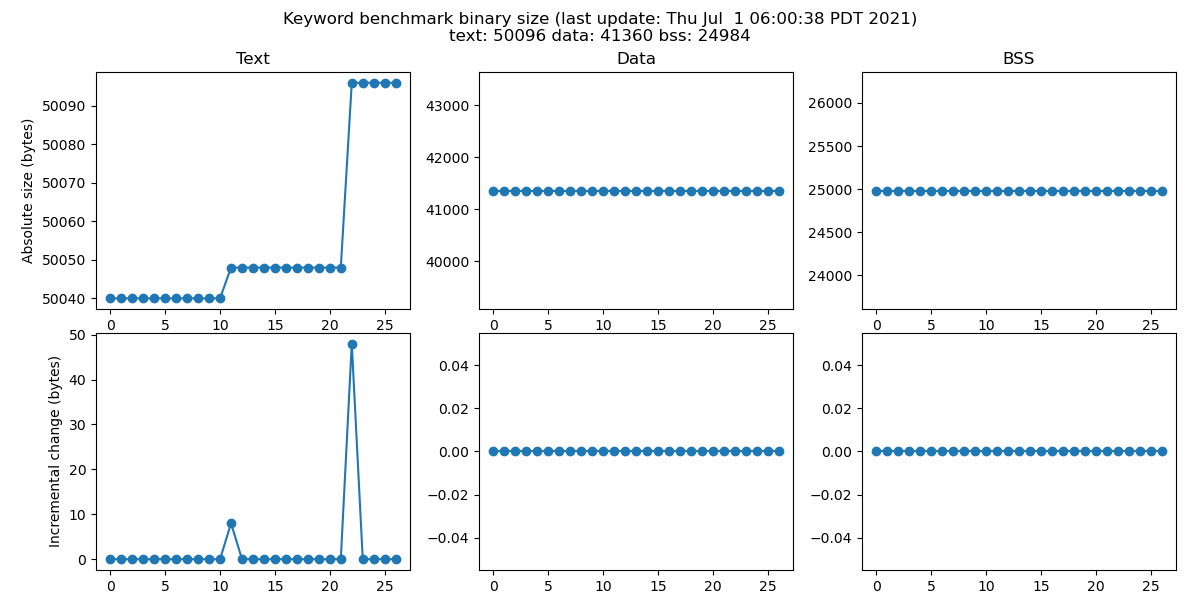 Keyword benchmark binary size (last update: Thu Jul  1 06:00:38 PDT 2021)
text: 50096 data: 41360 bss: 24984
Text
Data
BSS
Absolute size (bytes)
50090
50080
50070
50060
50050
50040
0 5 10 15 20 25
43000
42000
41000
40000
0 5 10 15 20 25
26000
25500
25000
24500
24000
0 5 10 15 20 25
Incremental change (bytes)
50
40
30
20
10
0
0 5 10 15 20 25
0.04
0.02
0.00
−0.02
−0.04
0 5 10 15 20 25
0.04
0.02
0.00
−0.02
−0.04
0 5 10 15 20 25